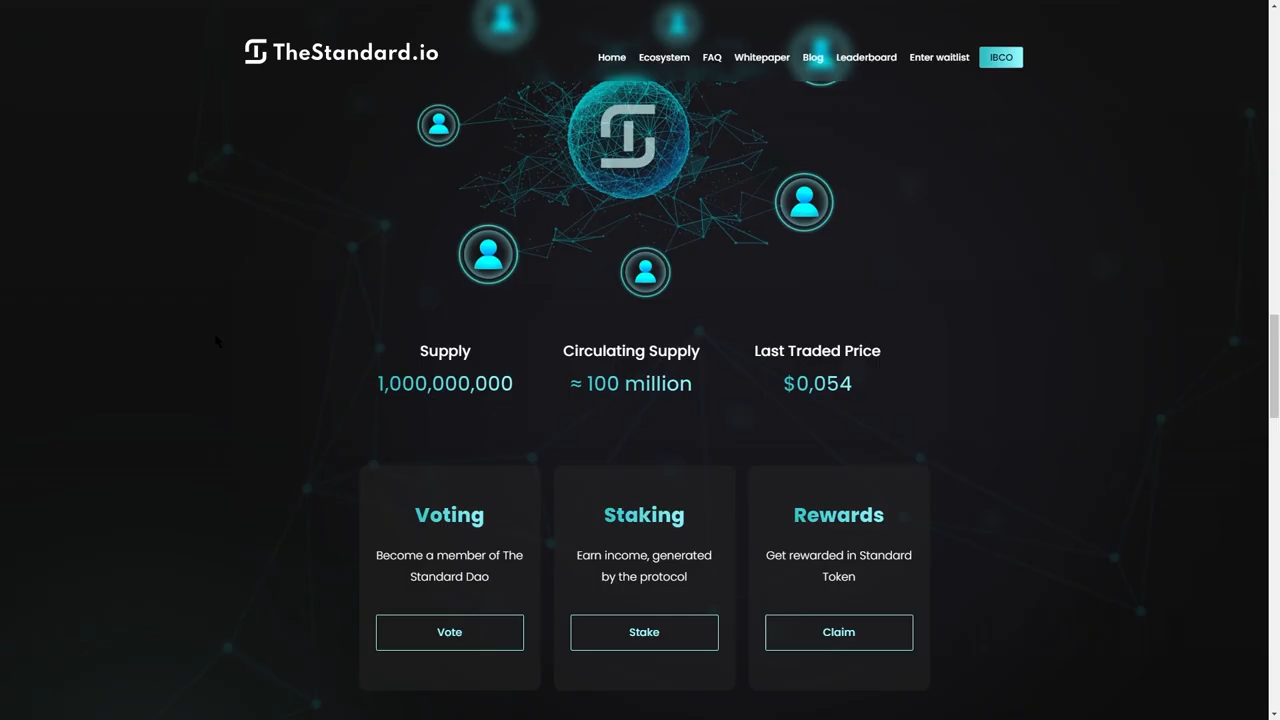 TheStandard.io
Home Ecosystem FAQ Whitepaper Blog Leaderboard Enter waitlist IBCO
Supply Circulating Supply Last Traded Price
1,000,000,000 ≈ 100 million $0,054
Voting
Become a member of The
Standard Dao
Vote
Staking
Earn income, generated
by the protocol
Stake
Rewards
Get rewarded in Standard
Token
Claim